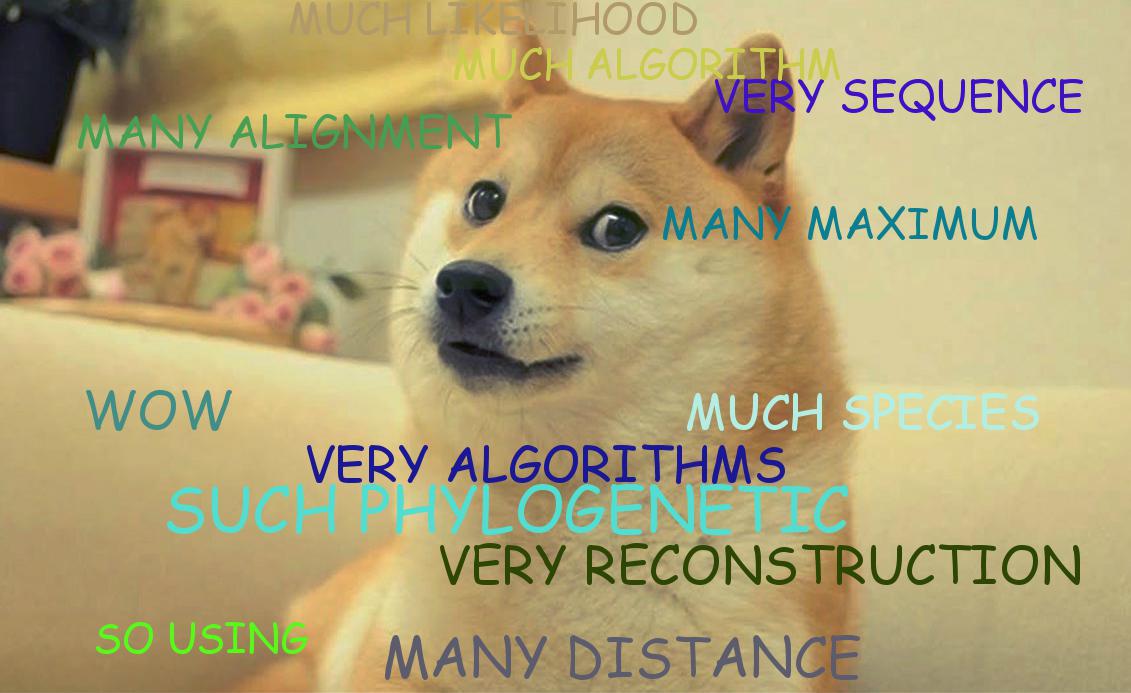 MUCH LIKELIHOOD
MUCH ALGORITHM
VERY SEQUENCE
MANY ALIGNMENT
MANY MAXIMUM
WOW
MUCH SPECIES
VERY ALGORITHMS
SUCH PHYLOGENETIC
VERY RECONSTRUCTION
SO USING
MANY DISTANCE